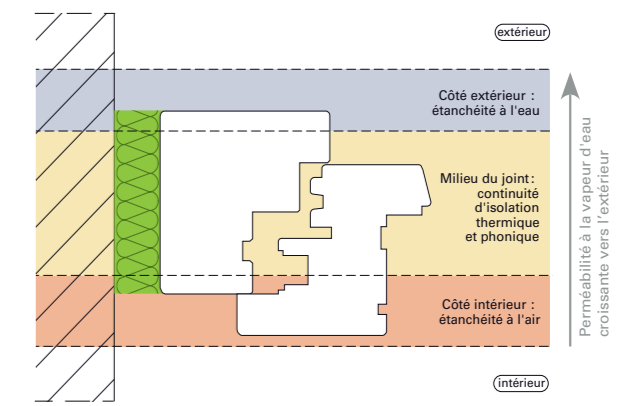 extérieur
Côté extérieur :
étanchéité à l'eau
Milieu du joint :
continuité
d'isolation
thermique
et phonique
Côté intérieur :
étanchéité à l'air
intérieur
Perméabilité à la vapeur d'eau
croissante vers l'extérieur